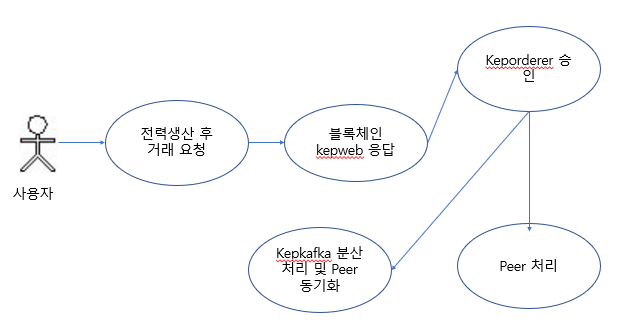 사용자
전력생산 후
거래 요청
블록체인
kepweb 응답
Keporderer 승
인
Kepkafka 분산
처리 및 Peer
동기화
Peer 처리